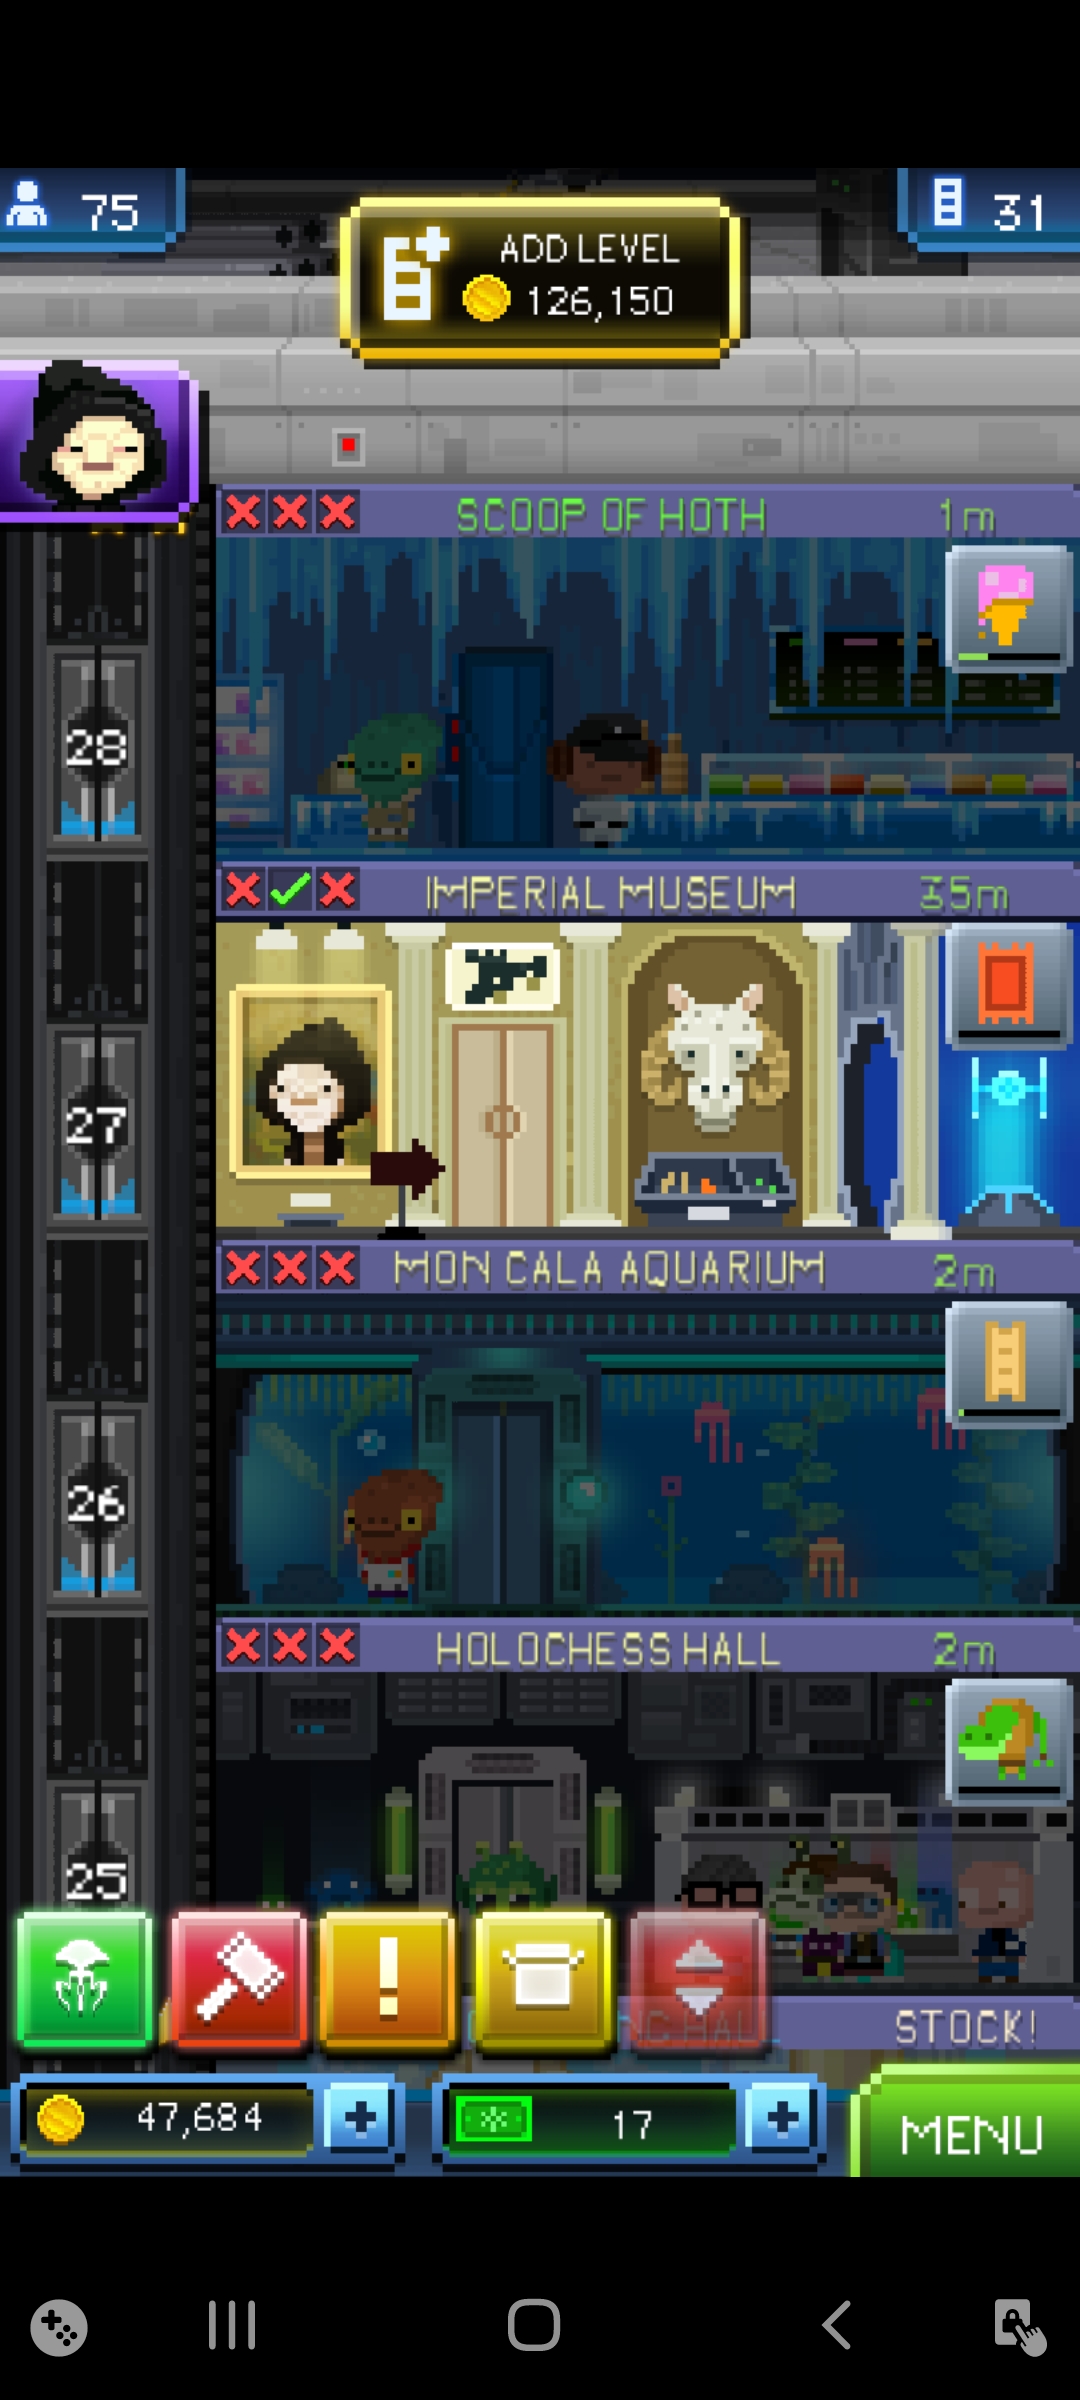 75
ADD LEVEL
126,150
31
SCOOP OF HOTH 1m
28
IMPERIAL MUSEUM 35m
27
MON CALA AQUARIUM 2m
26
HOLOCHESS HALL 2m
25
STOCK!
47,684
17
MENU